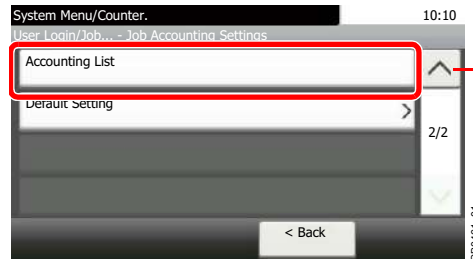 System Menu/Counter.
10:10
User Login/Job... - Job Accounting Settings
Accounting List
Default Setting
>
2/2
< Back